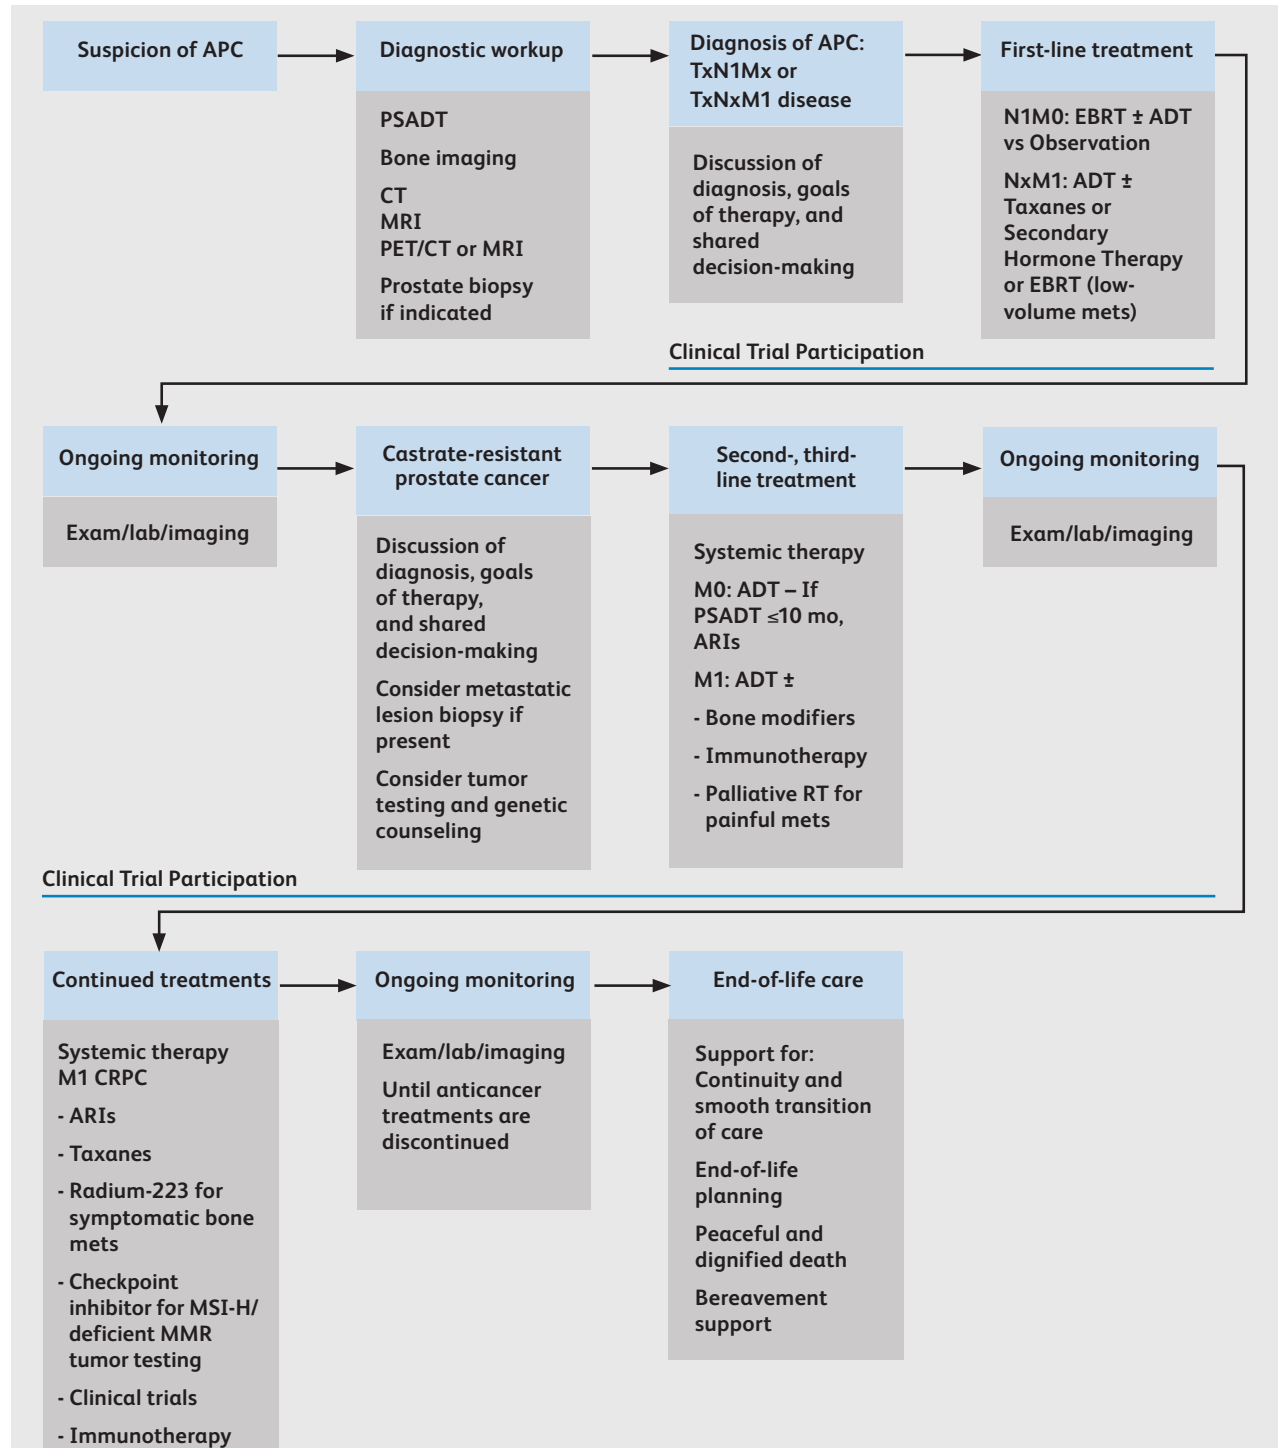 Suspicion of APC
Diagnostic workup
PSADT
Bone imaging
CT
MRI
PET/CT or MRI
Prostate biopsy
if indicated
Diagnosis of APC:
TxN1Mx or
TxNxM1 disease
Discussion of
diagnosis, goals
of therapy, and
shared
decision-making
First-line treatment
N1M0: EBRT ± ADT
vs Observation
NxM1: ADT ±
Taxanes or
Secondary
Hormone Therapy
or EBRT (low-
volume mets)
Clinical Trial Participation
Ongoing monitoring
Exam/lab/imaging
Castrate-resistant
prostate cancer
Discussion of
diagnosis, goals
of therapy,
and shared
decision-making
Consider metastatic
lesion biopsy if
present
Consider tumor
testing and genetic
counseling
Second-, third-
line treatment
Systemic therapy
M0: ADT – If
PSADT ≤10 mo,
ARIs
M1: ADT ±
- Bone modifiers
- Immunotherapy
- Palliative RT for
painful mets
Ongoing monitoring
Exam/lab/imaging
Clinical Trial Participation
Continued treatments
Systemic therapy
M1 CRPC
- ARIs
- Taxanes
- Radium-223 for
symptomatic bone
mets
- Checkpoint
inhibitor for MSI-H/
deficient MMR
tumor testing
- Clinical trials
- Immunotherapy
Ongoing monitoring
Exam/lab/imaging
Until anticancer
treatments are
discontinued
End-of-life care
Support for:
Continuity and
smooth transition
of care
End-of-life
planning
Peaceful and
dignified death
Bereavement
support